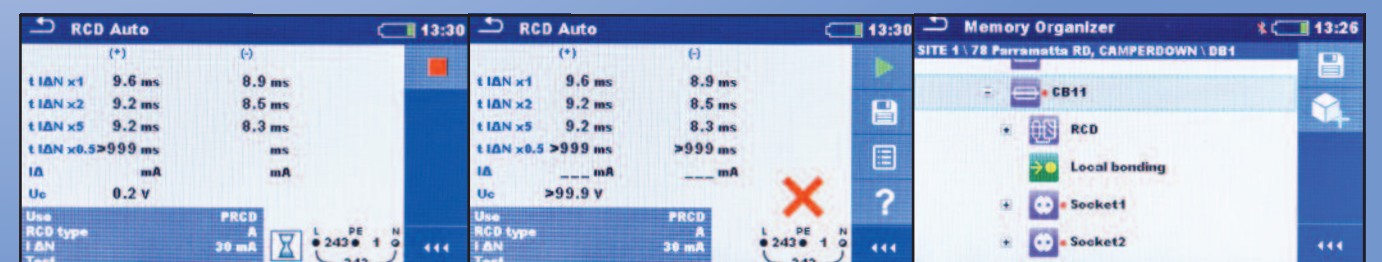 RCD Auto 13:30
(+) (-)
t IΔN x1 9.6 ms 8.9 ms
t IΔN x2 9.2 ms 8.5 ms
t IΔN x5 9.2 ms 8.3 ms
t IΔN x0.5 >999 ms ms
IΔ mA mA
Uc 0.2 V
Use PRCD
RCD type A
I ΔN 30 mA
Test
L PE N
243 1
243
RCD Auto 13:30
(+) (-)
t IΔN x1 9.6 ms 8.9 ms
t IΔN x2 9.2 ms 8.5 ms
t IΔN x5 9.2 ms 8.3 ms
t IΔN x0.5 >999 ms >999 ms
IΔ ___ mA ___ mA
Uc >99.9 V
Use PRCD
RCD type A
I ΔN 30 mA
Test
L PE N
243 1
243
?
Memory Organizer 13:26
SITE 1 \ 78 Parramatta RD, CAMPERDOWN \ DB1
CB11
RCD
Local bonding
Socket1
Socket2